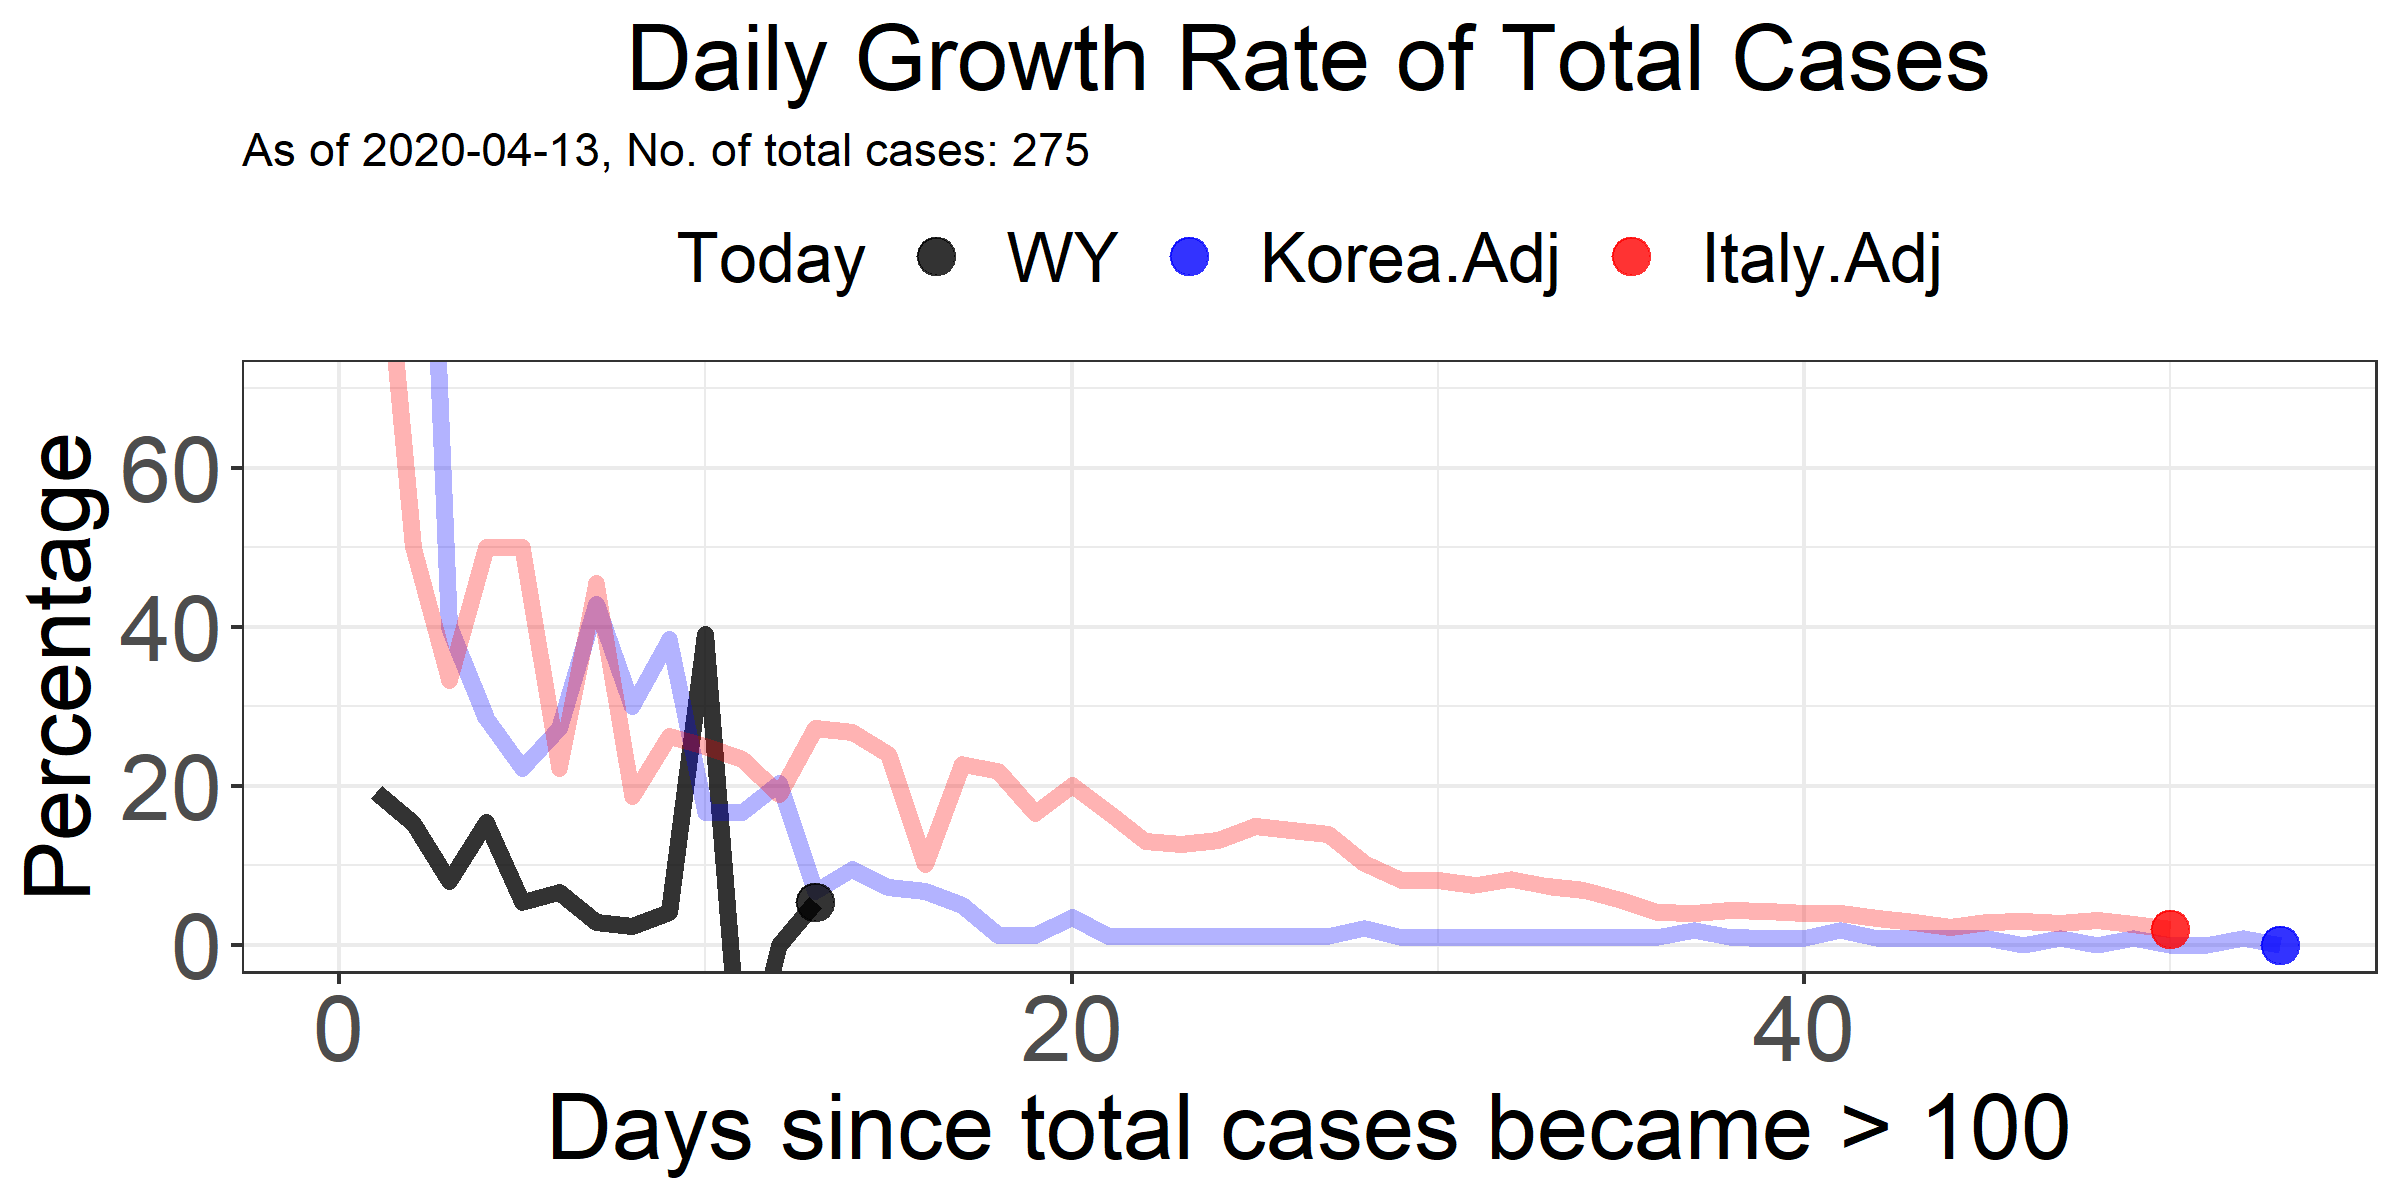 Daily Growth Rate of Total Cases
As of 2020-04-13, No. of total cases: 275
Today WY Korea.Adj Italy.Adj
Percentage
60
40
20
0
0 20 40
Days since total cases became > 100